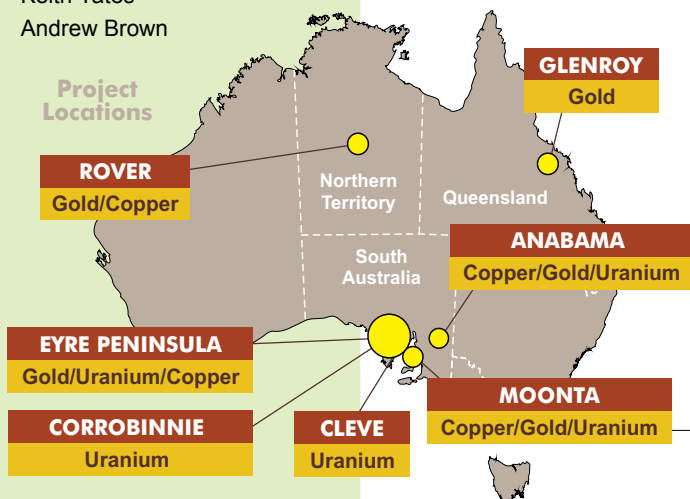 Andrew Brown
Project
Locations
GLENROY
Gold
ROVER
Gold/Copper
Northern
Territory
Queensland
South
Australia
ANABAMA
Copper/Gold/Uranium
EYRE PENINSULA
Gold/Uranium/Copper
MOONTA
Copper/Gold/Uranium
CORROBINNIE
Uranium
CLEVE
Uranium